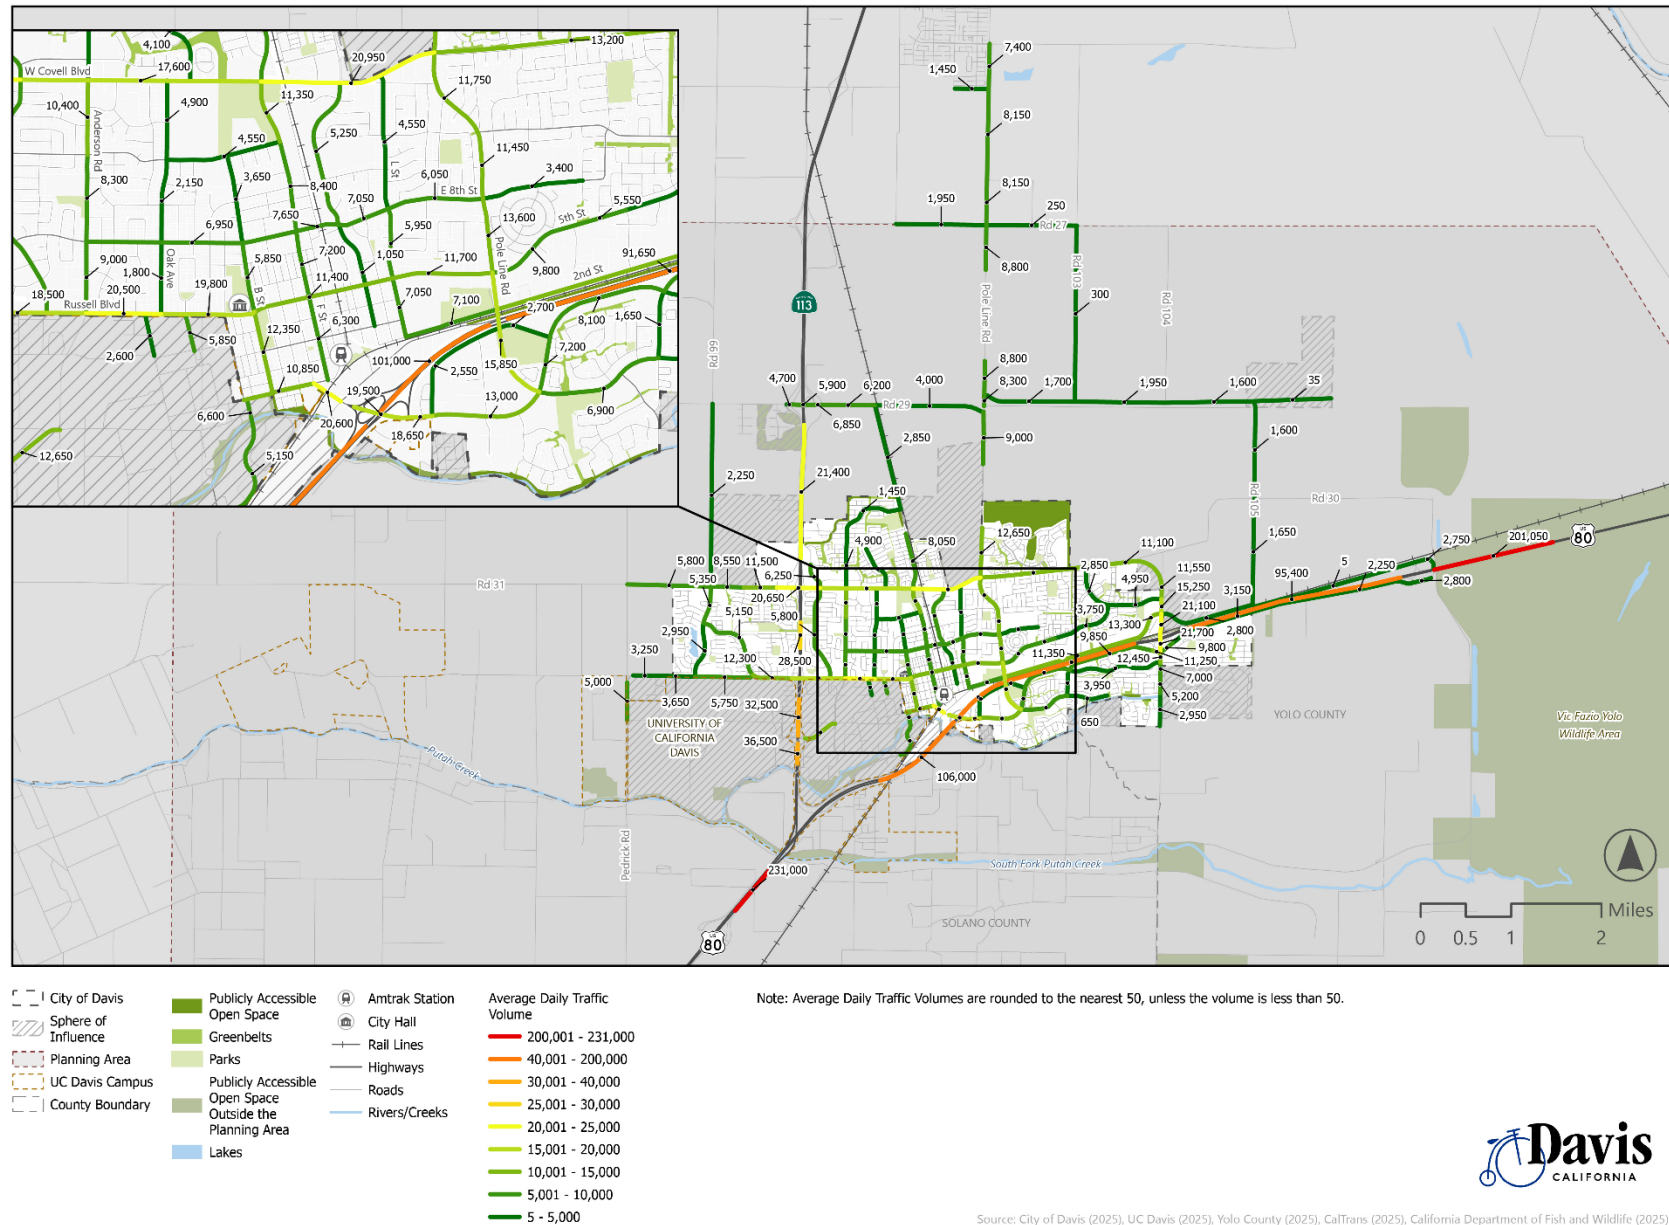 4,100
13,200
20,950
W Covell Blvd
17,600
11,750
10,400
4,900
11,350
Anderson Rd
5,250
4,550
4,550
L St
11,450
8,300
2,150
3,650
8,400
6,050
3,400
E 8th St
7,050
5,550
7,650
13,600
5th St
6,950
5,950
Pole Line Rd
9,000
Oak Ave
5,850
7,200
1,050
11,700
9,800
2nd St
91,650
1,800
11,400
20,500
19,800
18,500
Russell Blvd
B St
F St
7,050
7,100
2,700
8,100
1,650
12,350
6,300
2,600
5,850
101,000
15,850
7,200
10,850
2,550
19,500
13,000
6,900
6,600
20,600
18,650
12,650
5,150
7,400
1,450
8,150
8,150
1,950
250
Rd 27
8,800
Rd 103
113
Pole Line Rd
300
Rd 104
Rd 99
8,800
4,700
5,900
6,200
4,000
8,300
1,700
1,950
1,600
35
Rd 29
6,850
2,850
9,000
1,600
2,250
21,400
1,450
Rd 105
Rd 30
4,900
8,050
12,650
1,650
11,100
2,750
201,050
US
80
5,800
8,550
11,500
6,250
2,850
4,950
11,550
5
2,250
Rd 31
5,350
20,650
15,250
3,150
95,400
2,800
5,150
5,800
3,750
13,300
21,100
2,950
9,850
21,700
2,800
28,500
11,350
12,450
9,800
3,250
12,300
11,250
5,000
3,950
7,000
3,650
5,750
32,500
5,200
650
2,950
YOLO COUNTY
UNIVERSITY OF
CALIFORNIA
DAVIS
Vic Fazio Yolo
Wildlife Area
36,500
Putah Creek
106,000
Pedrick Rd
231,000
South Fork Putah Creek
SOLANO COUNTY
US
80
Miles
0 0.5 1 2
City of Davis
Sphere of
Influence
Planning Area
UC Davis Campus
County Boundary
Publicly Accessible
Open Space
Greenbelts
Parks
Publicly Accessible
Open Space
Outside the
Planning Area
Lakes
Amtrak Station
City Hall
Rail Lines
Highways
Roads
Rivers/Creeks
Average Daily Traffic
Volume
200,001 - 231,000
40,001 - 200,000
30,001 - 40,000
25,001 - 30,000
20,001 - 25,000
15,001 - 20,000
10,001 - 15,000
5,001 - 10,000
5 - 5,000
Note: Average Daily Traffic Volumes are rounded to the nearest 50, unless the volume is less than 50.
Davis
CALIFORNIA
Source: City of Davis (2025), UC Davis (2025), Yolo County (2025), CalTrans (2025), California Department of Fish and Wildlife (2025)